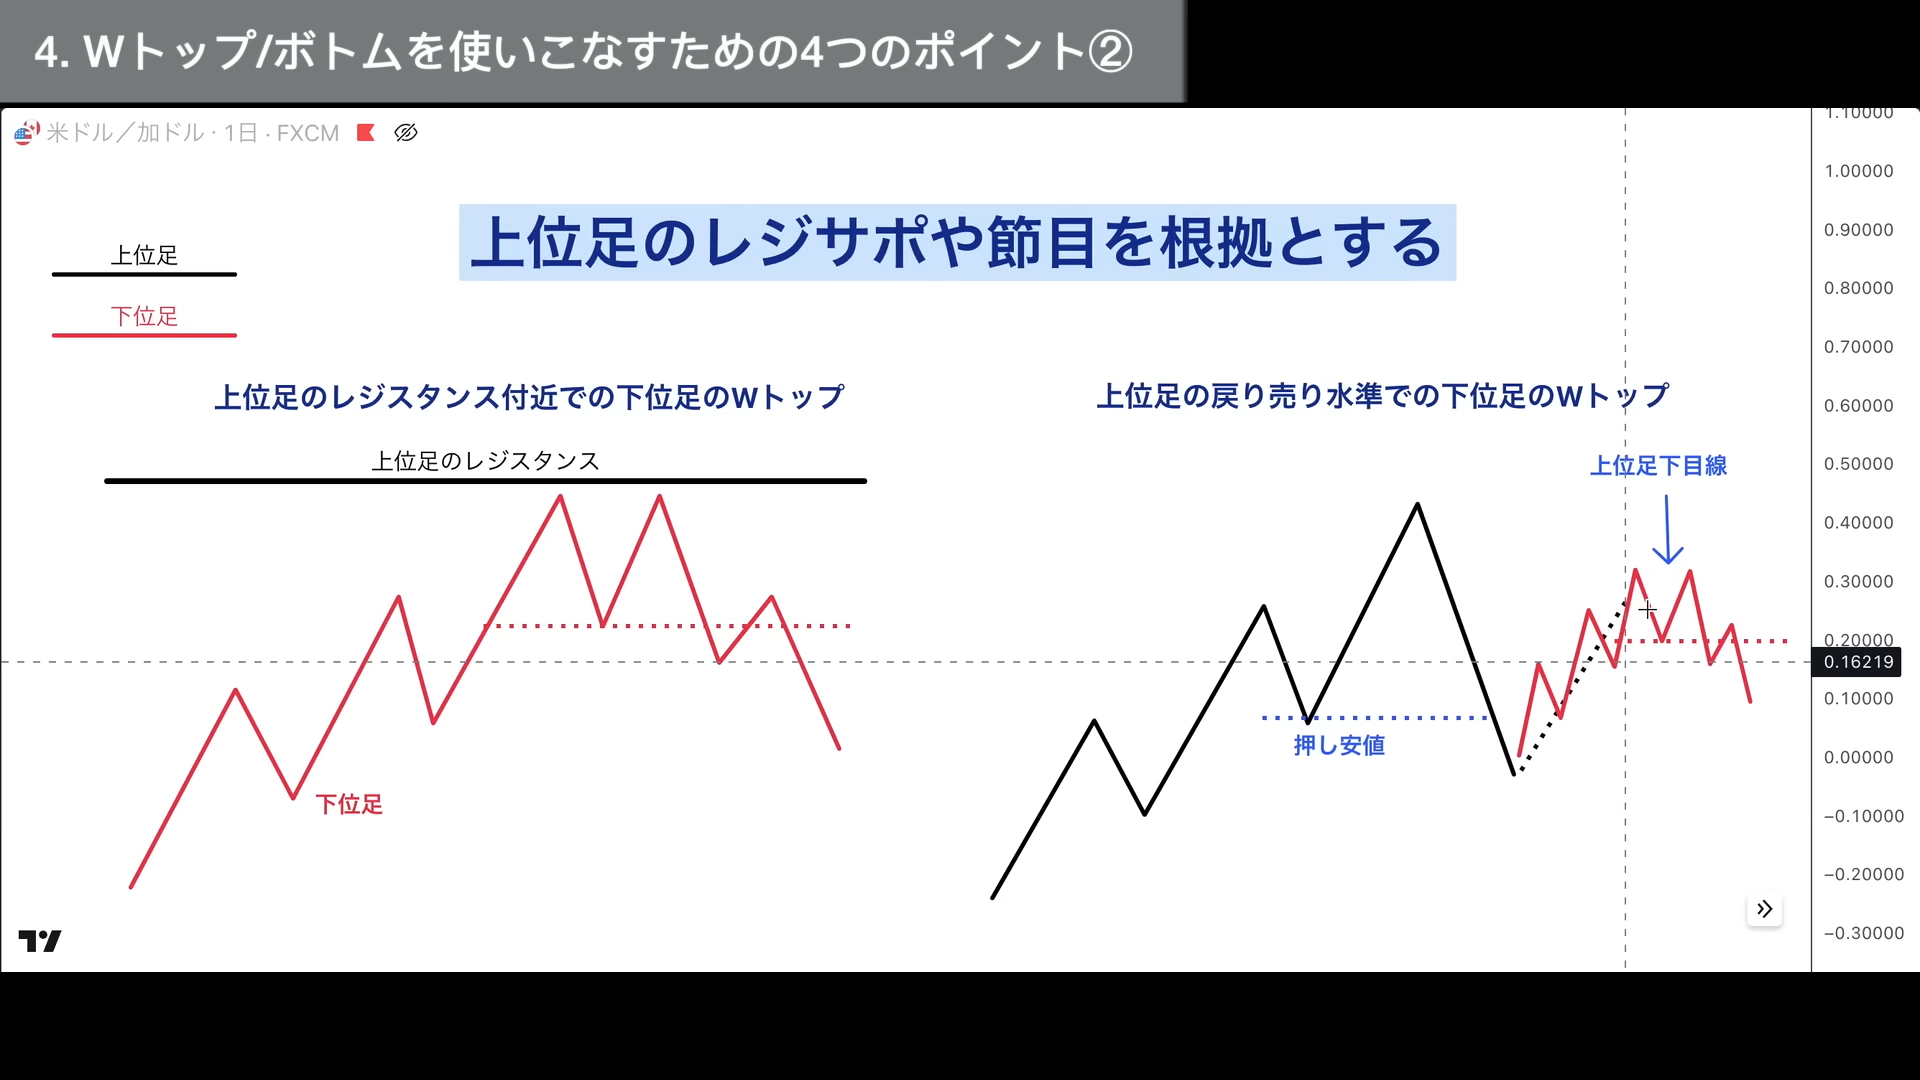 4. Wトップ/ボトムを使いこなすための4つのポイント②
米ドル／加ドル · 1日 · FXCM
上位足のレジサポや節目を根拠とする
上位足
下位足
上位足のレジスタンス付近での下位足のWトップ
上位足の戻り売り水準での下位足のWトップ
上位足のレジスタンス
上位足下目線
押し安値
下位足
1.10000
1.00000
0.90000
0.80000
0.70000
0.60000
0.50000
0.40000
0.30000
0.20000
0.16219
0.10000
0.00000
−0.10000
−0.20000
−0.30000